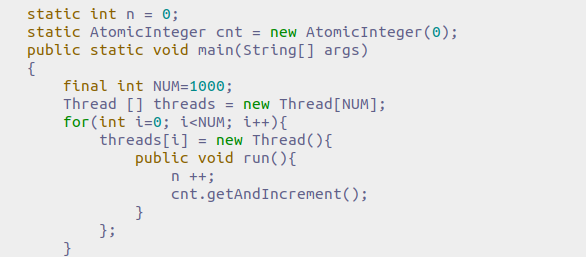 static int n = 0;
static AtomicInteger cnt = new AtomicInteger(0);
public static void main(String[] args)
{
    final int NUM=1000;
    Thread [] threads = new Thread[NUM];
    for(int i=0; i<NUM; i++){
        threads[i] = new Thread(){
            public void run(){
                n ++;
                cnt.getAndIncrement();
            }
        };
    }